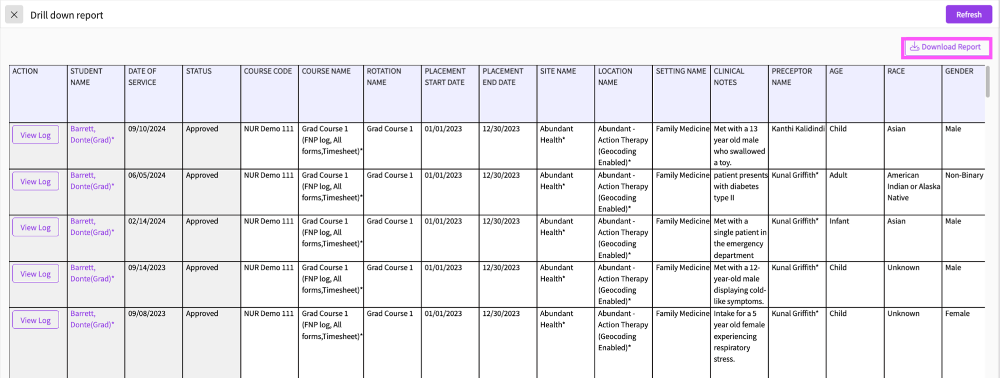 Drill down report
Refresh
Download Report
ACTION
STUDENT
NAME
DATE OF
SERVICE
STATUS
COURSE CODE
COURSE NAME
ROTATION
NAME
PLACEMENT
START DATE
PLACEMENT
END DATE
SITE NAME
LOCATION
NAME
SETTING NAME
CLINICAL
NOTES
PRECEPTOR
NAME
AGE
RACE
GENDER
View Log
Barrett,
Donte(Grad)*
09/10/2024
Approved
NUR Demo 111
Grad Course 1
(FNP log, All
forms,Timesheet)*
Grad Course 1
01/01/2023
12/30/2023
Abundant
Health*
Abundant -
Action Therapy
(Geocoding
Enabled)*
Family Medicine
Met with a 13
year old male
who swallowed
a toy.
Kanthi Kalidindi
Child
Asian
Male
View Log
Barrett,
Donte(Grad)*
06/05/2024
Approved
NUR Demo 111
Grad Course 1
(FNP log, All
forms,Timesheet)*
Grad Course 1
01/01/2023
12/30/2023
Abundant
Health*
Abundant -
Action Therapy
(Geocoding
Enabled)*
Family Medicine
patient presents
with diabetes
type II
Kunal Griffith*
Adult
American
Indian or Alaska
Native
Non-Binary
View Log
Barrett,
Donte(Grad)*
02/14/2024
Approved
NUR Demo 111
Grad Course 1
(FNP log, All
forms,Timesheet)*
Grad Course 1
01/01/2023
12/30/2023
Abundant
Health*
Abundant -
Action Therapy
(Geocoding
Enabled)*
Family Medicine
Met with a
single patient in
the emergency
department
Kunal Griffith*
Infant
Asian
Male
View Log
Barrett,
Donte(Grad)*
09/14/2023
Approved
NUR Demo 111
Grad Course 1
(FNP log, All
forms,Timesheet)*
Grad Course 1
01/01/2023
12/30/2023
Abundant
Health*
Abundant -
Action Therapy
(Geocoding
Enabled)*
Family Medicine
Met with a 12-
year-old male
displaying cold-
like symptoms.
Kunal Griffith*
Child
Unknown
Male
View Log
Barrett,
Donte(Grad)*
09/08/2023
Approved
NUR Demo 111
Grad Course 1
(FNP log, All
forms,Timesheet)*
Grad Course 1
01/01/2023
12/30/2023
Abundant
Health*
Abundant -
Action Therapy
(Geocoding
Enabled)*
Family Medicine
Intake for a 5
year old female
experiencing
respiratory
stress.
Kunal Griffith*
Child
Unknown
Female